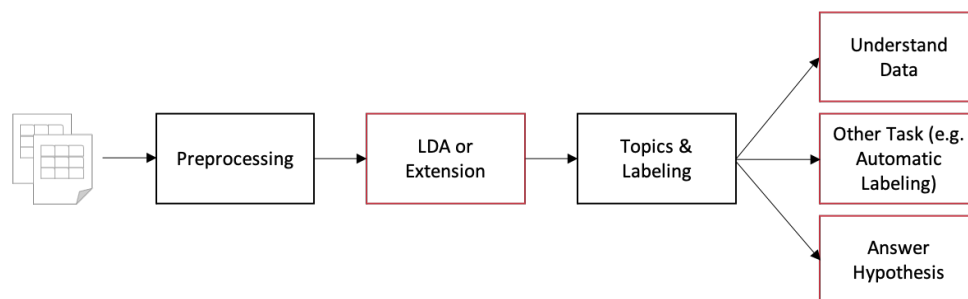 Preprocessing
LDA or
Extension
Topics &
Labeling
Understand
Data
Other Task (e.g.
Automatic
Labeling)
Answer
Hypothesis